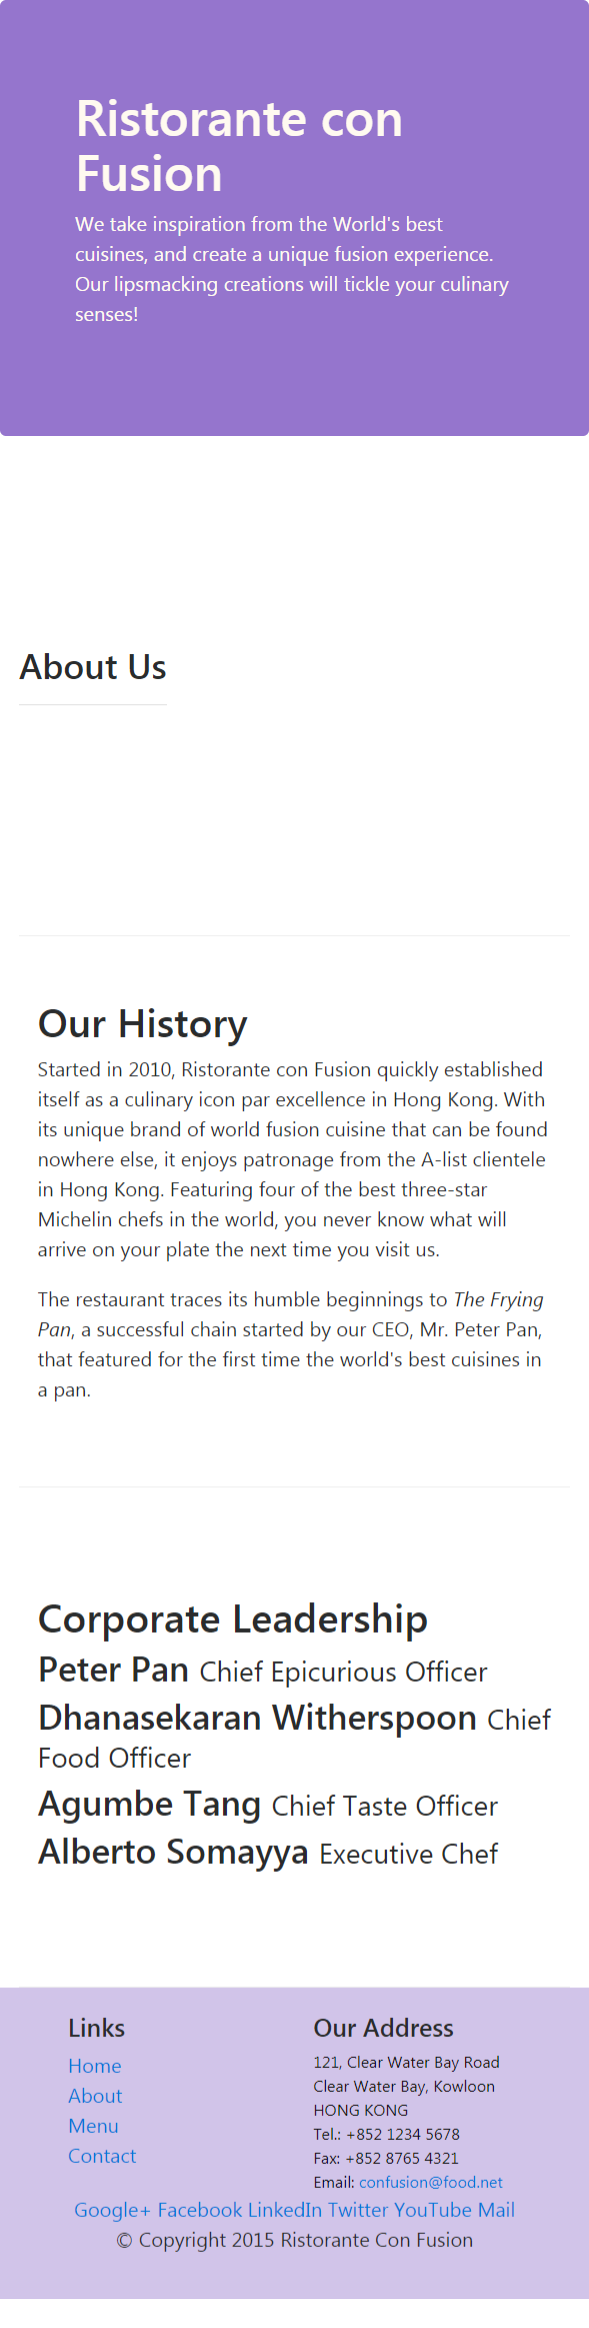 Ristorante con
Fusion
We take inspiration from the World's best
cuisines, and create a unique fusion experience.
Our lipsmacking creations will tickle your culinary
senses!
About Us
Our History
Started in 2010, Ristorante con Fusion quickly established
itself as a culinary icon par excellence in Hong Kong. With
its unique brand of world fusion cuisine that can be found
nowhere else, it enjoys patronage from the A-list clientele
in Hong Kong. Featuring four of the best three-star
Michelin chefs in the world, you never know what will
arrive on your plate the next time you visit us.
The restaurant traces its humble beginnings to The Frying
Pan, a successful chain started by our CEO, Mr. Peter Pan,
that featured for the first time the world's best cuisines in
a pan.
Corporate Leadership
Peter Pan Chief Epicurious Officer
Dhanasekaran Witherspoon Chief
Food Officer
Agumbe Tang Chief Taste Officer
Alberto Somayya Executive Chef
Links
Home
About
Menu
Contact
Our Address
121, Clear Water Bay Road
Clear Water Bay, Kowloon
HONG KONG
Tel.: +852 1234 5678
Fax: +852 8765 4321
Email: confusion@food.net
Google+ Facebook LinkedIn Twitter YouTube Mail
© Copyright 2015 Ristorante Con Fusion